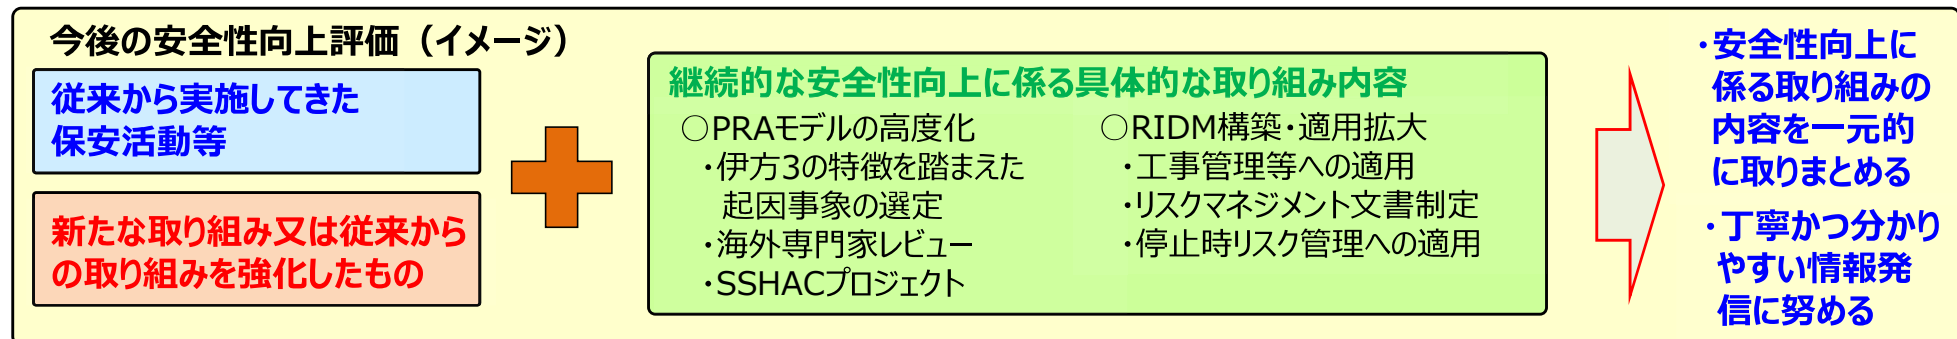 今後の安全性向上評価（イメージ）
従来から実施してきた
保安活動等
新たな取り組み又は従来から
の取り組みを強化したもの
継続的な安全性向上に係る具体的な取り組み内容
○PRAモデルの高度化
・伊方3の特徴を踏まえた
起因事象の選定
・海外専門家レビュー
・SSHACプロジェクト
○RIDM構築・適用拡大
・工事管理等への適用
・リスクマネジメント文書制定
・停止時リスク管理への適用
・安全性向上に
係る取り組みの
内容を一元的
に取りまとめる
・丁寧かつ分かり
やすい情報発
信に努める